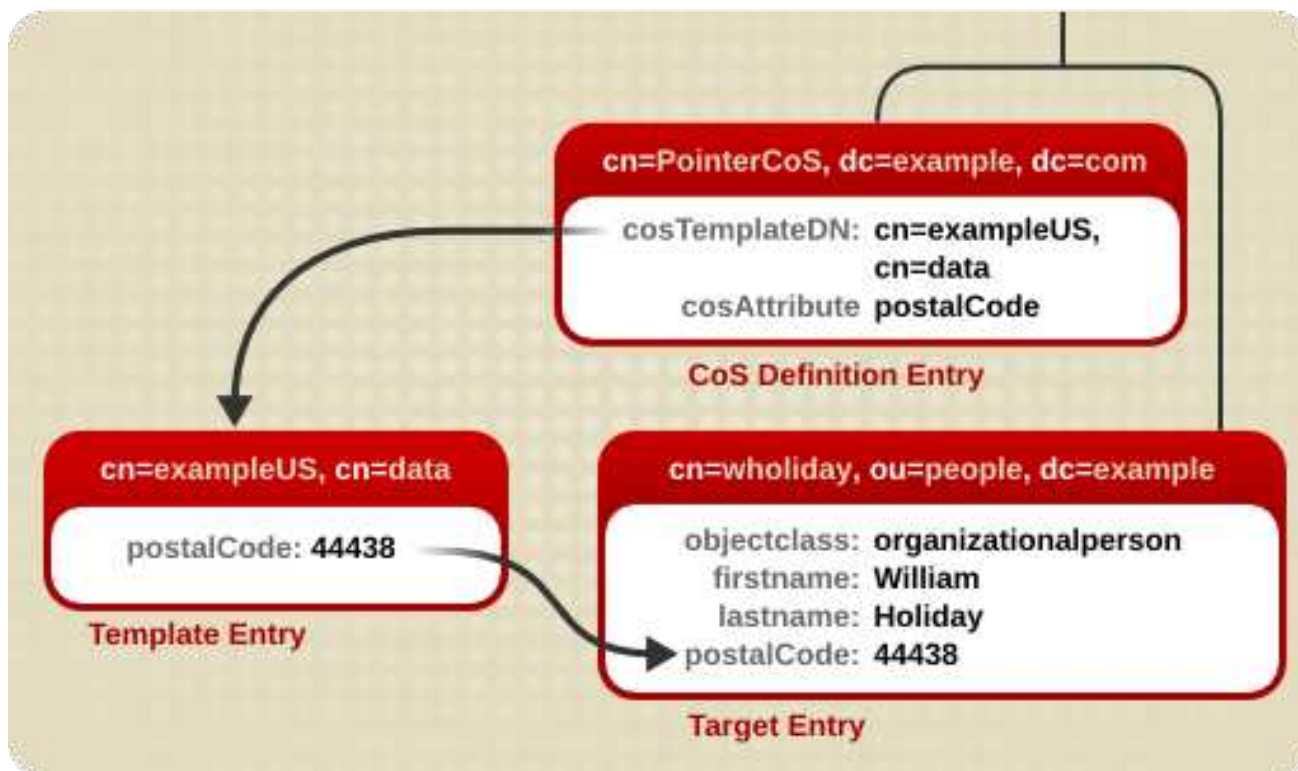 cn=PointerCoS, dc=example, dc=com
cosTemplateDN: cn=exampleUS,
cn=data
cosAttribute postalCode
CoS Definition Entry
cn=exampleUS, cn=data
postalCode: 44438
Template Entry
cn=wholiday, ou=people, dc=example
objectclass: organizationalperson
firstname: William
lastname: Holiday
postalCode: 44438
Target Entry